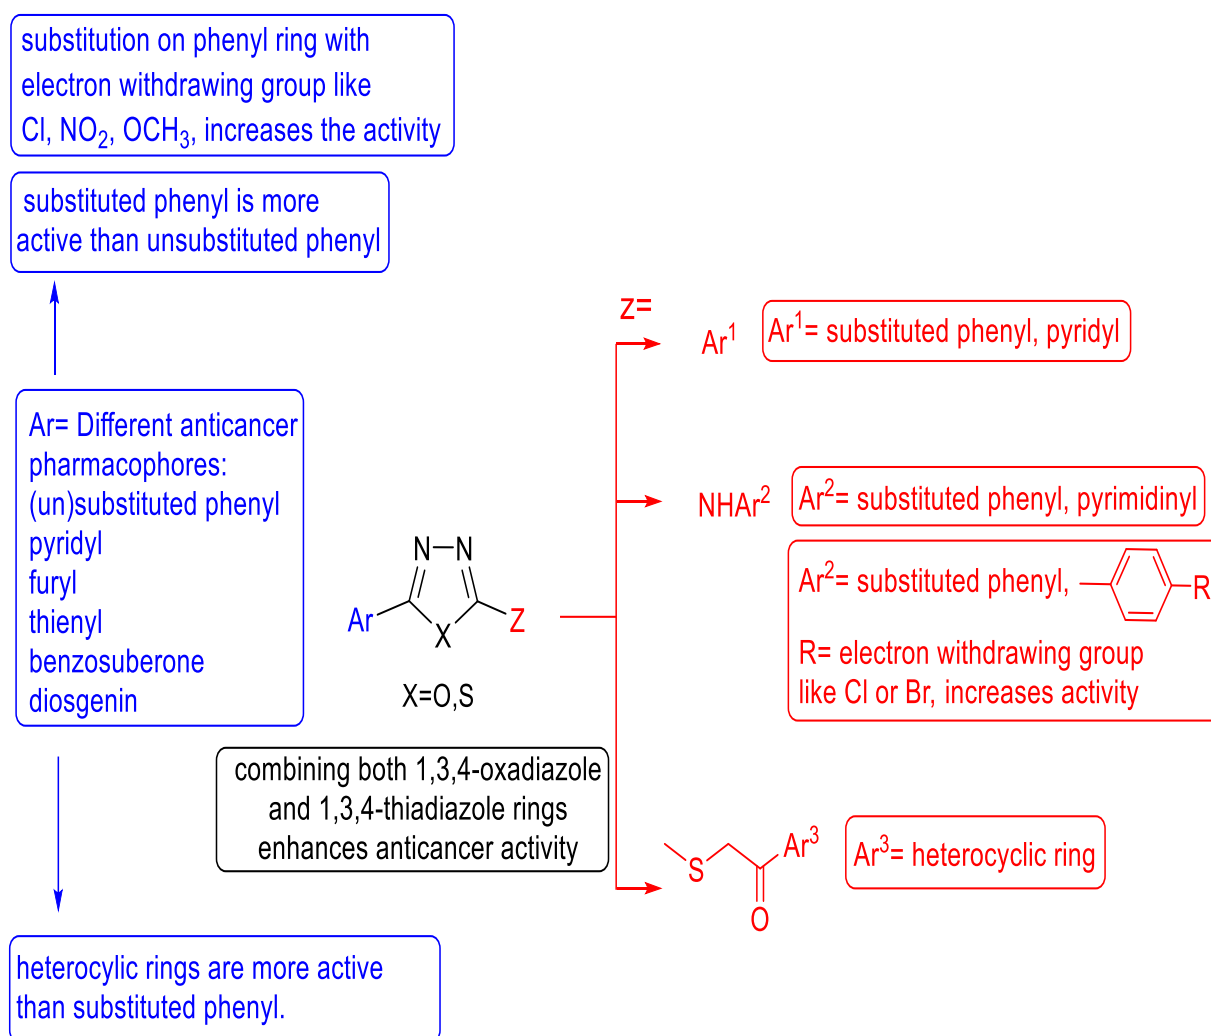 substitution on phenyl ring with
electron withdrawing group like
Cl, NO2, OCH3, increases the activity
substituted phenyl is more
active than unsubstituted phenyl
Ar= Different anticancer
pharmacophores:
(un)substituted phenyl
pyridyl
furyl
thienyl
benzosuberone
diosgenin
heterocylic rings are more active
than substituted phenyl.
N N
Ar X Z
X=O,S
combining both 1,3,4-oxadiazole
and 1,3,4-thiadiazole rings
enhances anticancer activity
z=
Ar1 Ar1= substituted phenyl, pyridyl
NHAr2 Ar2= substituted phenyl, pyrimidinyl
Ar2= substituted phenyl, R
R= electron withdrawing group
like Cl or Br, increases activity
S Ar3 O
Ar3= heterocyclic ring